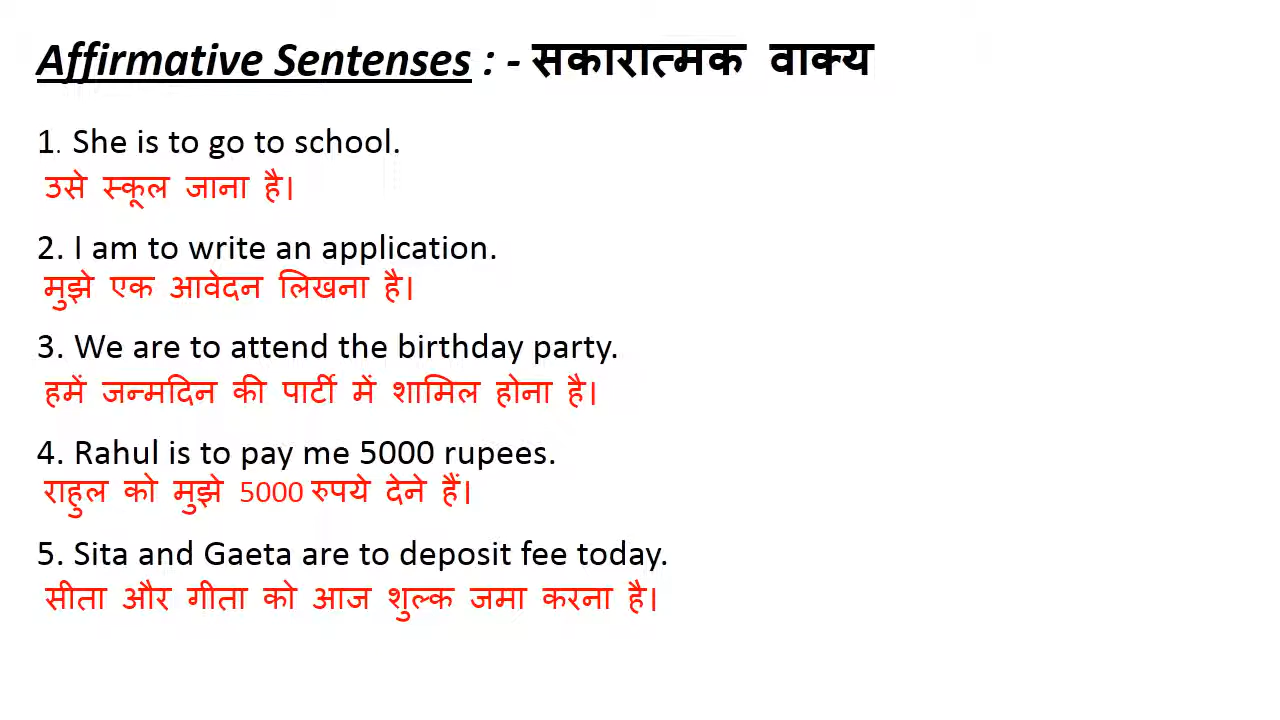 Affirmative Sentenses : - सकारात्मक वाक्य
1. She is to go to school.
उसे स्कूल जाना है।
2. I am to write an application.
मुझे एक आवेदन लिखना है।
3. We are to attend the birthday party.
हमें जन्मदिन की पार्टी में शामिल होना है।
4. Rahul is to pay me 5000 rupees.
राहुल को मुझे 5000 रुपये देने हैं।
5. Sita and Gaeta are to deposit fee today.
सीता और गीता को आज शुल्क जमा करना है।